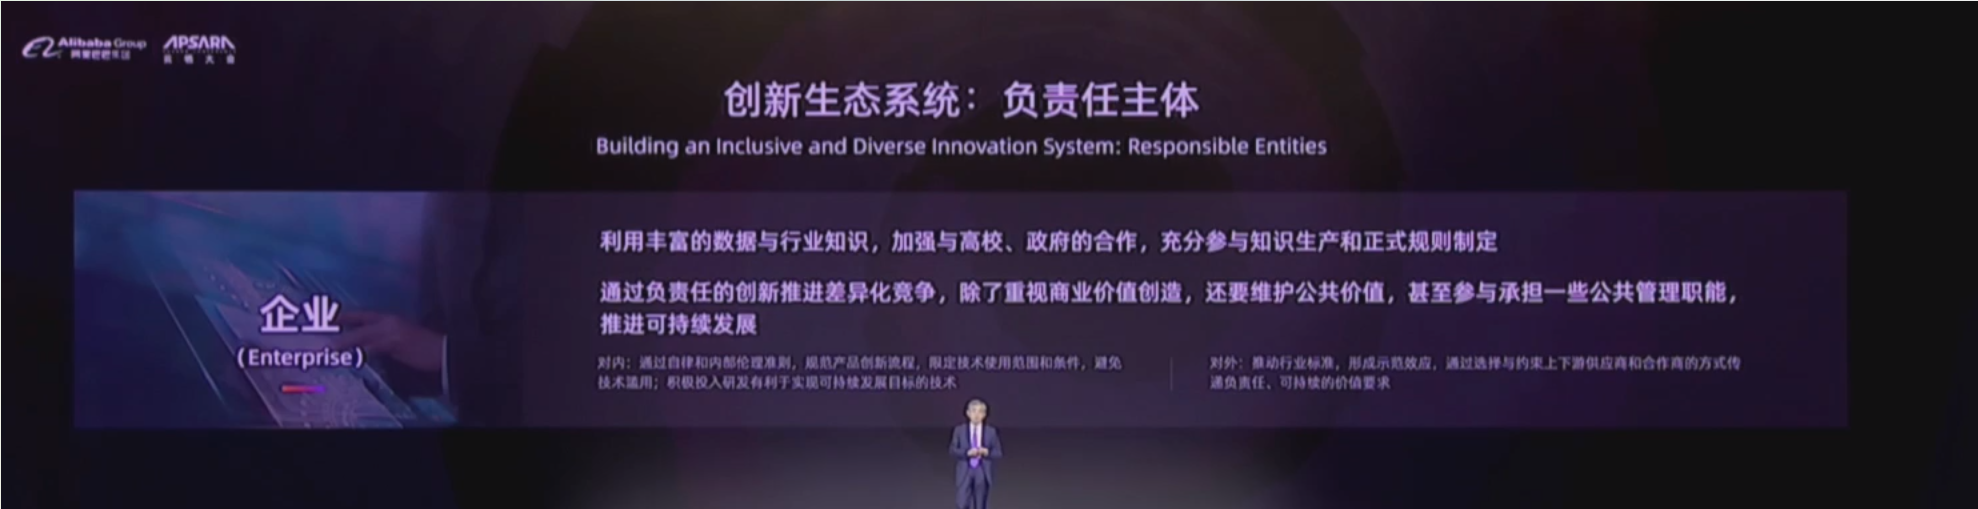 Alibaba Group
阿里巴巴集团
APSARA
云栖大会
创新生态系统：负责任主体
Building an Inclusive and Diverse Innovation System: Responsible Entities
企业
(Enterprise)
利用丰富的数据与行业知识，加强与高校、政府的合作，充分参与知识生产和正式规则制定
通过负责任的创新推进差异化竞争，除了重视商业价值创造，还要维护公共价值，甚至参与承担一些公共管理职能，
推进可持续发展
对内：通过自律和内部伦理准则，规范产品创新流程，限定技术使用范围和条件，避免
技术滥用；积极投入研发有利于实现可持续发展目标的技术
对外：推动行业标准，形成示范效应，通过选择与约束上下游供应商和合作商的方式传
递负责任、可持续的价值要求